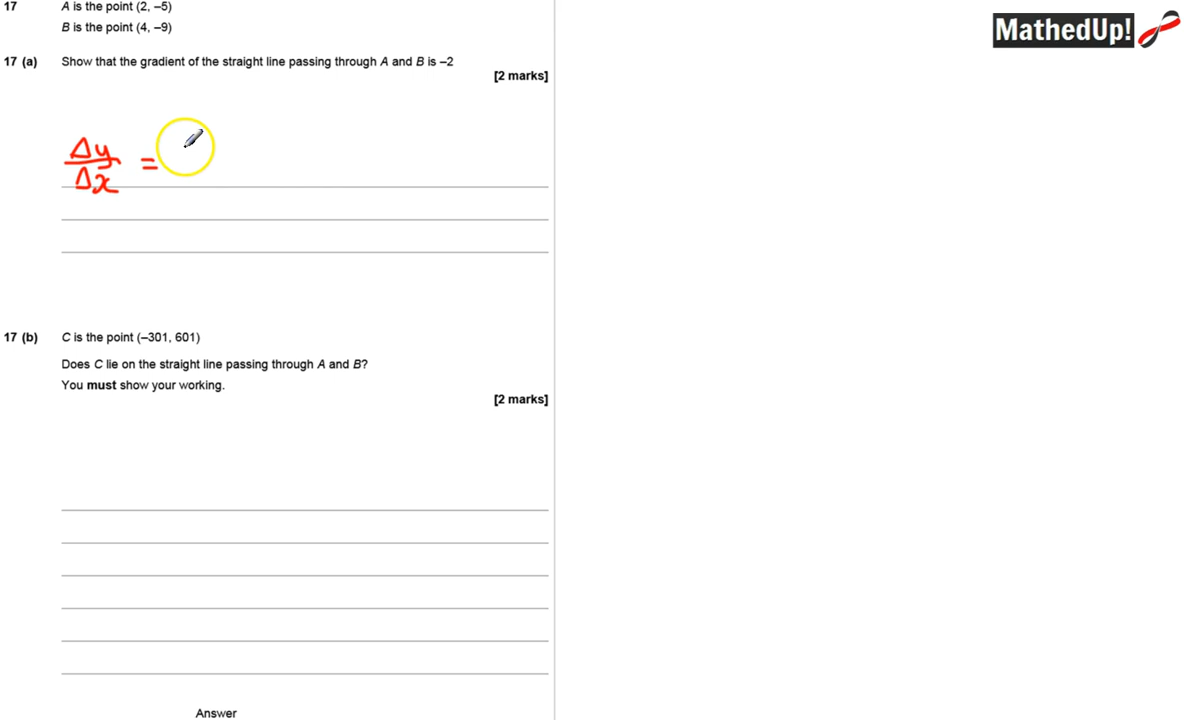 17 A is the point (2, –5)
B is the point (4, –9)
MathedUp!
17 (a) Show that the gradient of the straight line passing through A and B is –2
[2 marks]
Δy
Δx =
17 (b) C is the point (–301, 601)
Does C lie on the straight line passing through A and B?
You must show your working.
[2 marks]
Answer